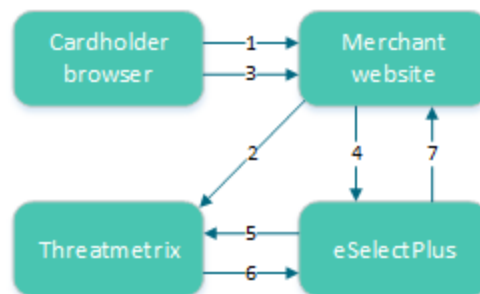 Cardholder
browser
1
3
Merchant
website
2
4
7
Threatmetrix
5
6
eSelectPlus